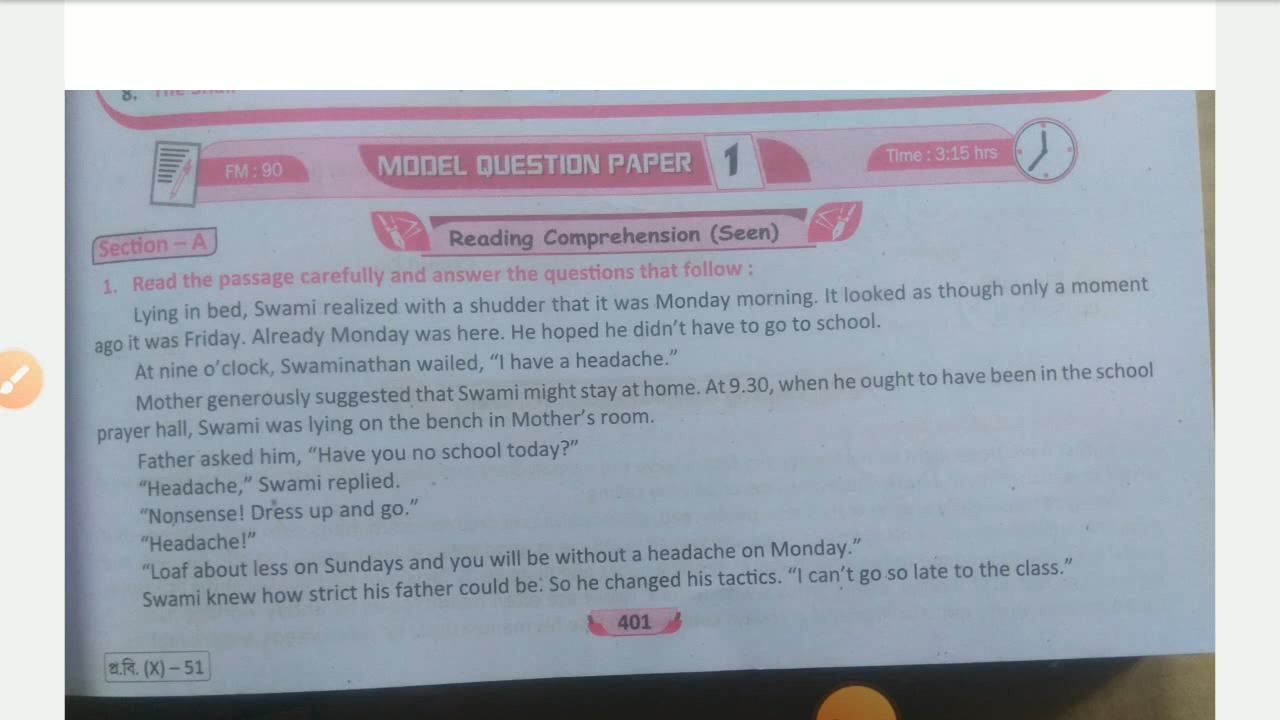 8.
FM : 90
MODEL QUESTION PAPER 1
Time : 3:15 hrs
Section – A
Reading Comprehension (Seen)
1. Read the passage carefully and answer the questions that follow :
Lying in bed, Swami realized with a shudder that it was Monday morning. It looked as though only a moment
ago it was Friday. Already Monday was here. He hoped he didn't have to go to school.
At nine o'clock, Swaminathan wailed, “I have a headache.”
Mother generously suggested that Swami might stay at home. At 9.30, when he ought to have been in the school
prayer hall, Swami was lying on the bench in Mother's room.
Father asked him, “Have you no school today?”
“Headache,” Swami replied.
“Nonsense! Dress up and go.”
“Headache!”
“Loaf about less on Sundays and you will be without a headache on Monday.”
Swami knew how strict his father could be. So he changed his tactics. “I can't go so late to the class.”
401
প্র.বি. (X) – 51